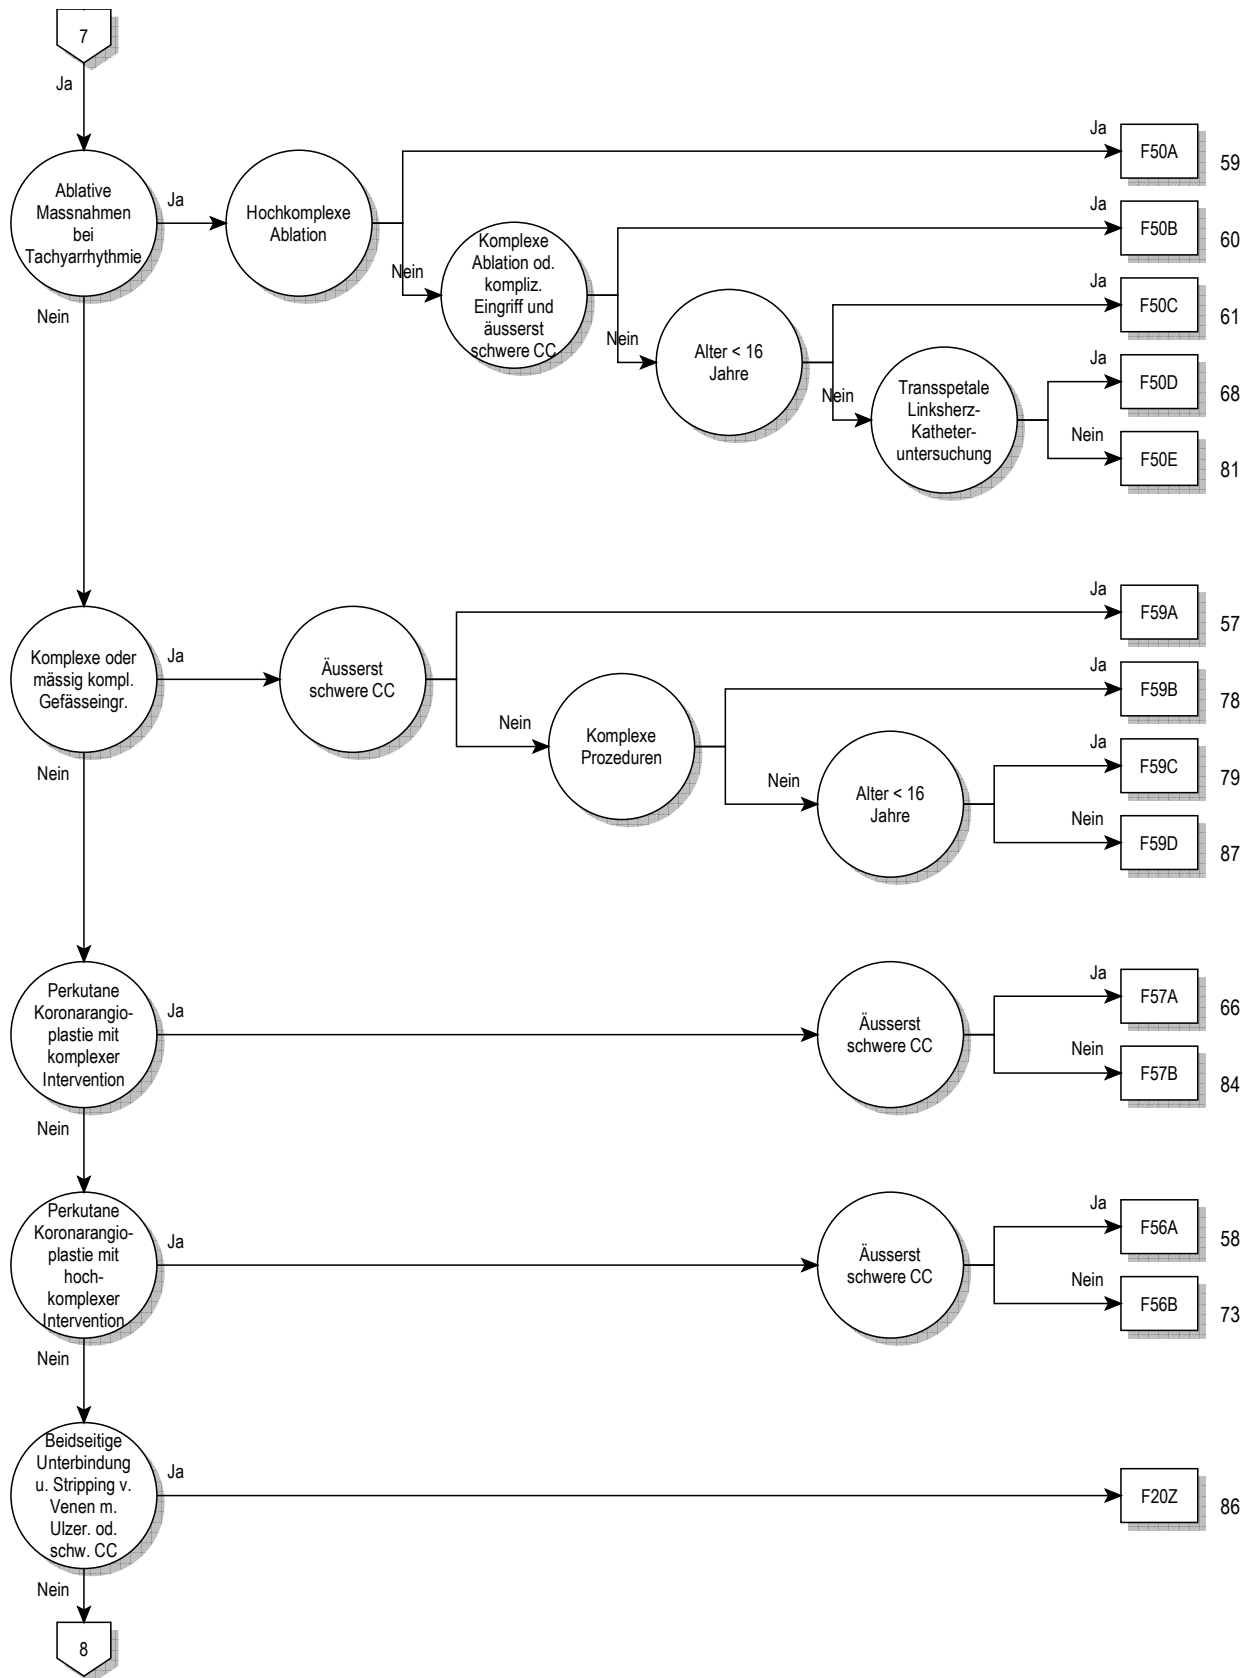 7
Ja
Ablative
Massnahmen
bei
Tachyarrhythmie
Ja
Hochkomplexe
Ablation
Ja
F50A
59
Nein
Komplexe
Ablation od.
kompliz.
Eingriff und
äusserst
schwere CC
Ja
F50B
60
Nein
Alter < 16
Jahre
Ja
F50C
61
Nein
Transspetale
Linksherz-
Katheter-
untersuchung
Ja
F50D
68
Nein
F50E
81
Nein
Komplexe oder
mässig kompl.
Gefässeingr.
Ja
Äusserst
schwere CC
Ja
F59A
57
Nein
Komplexe
Prozeduren
Ja
F59B
78
Nein
Alter < 16
Jahre
Ja
F59C
79
Nein
F59D
87
Nein
Perkutane
Koronarangio-
plastie mit
komplexer
Intervention
Ja
Äusserst
schwere CC
Ja
F57A
66
Nein
F57B
84
Nein
Perkutane
Koronarangio-
plastie mit
hoch-
komplexer
Intervention
Ja
Äusserst
schwere CC
Ja
F56A
58
Nein
F56B
73
Nein
Beidseitige
Unterbindung
u. Stripping v.
Venen m.
Ulzer. od.
schw. CC
Ja
F20Z
86
Nein
8